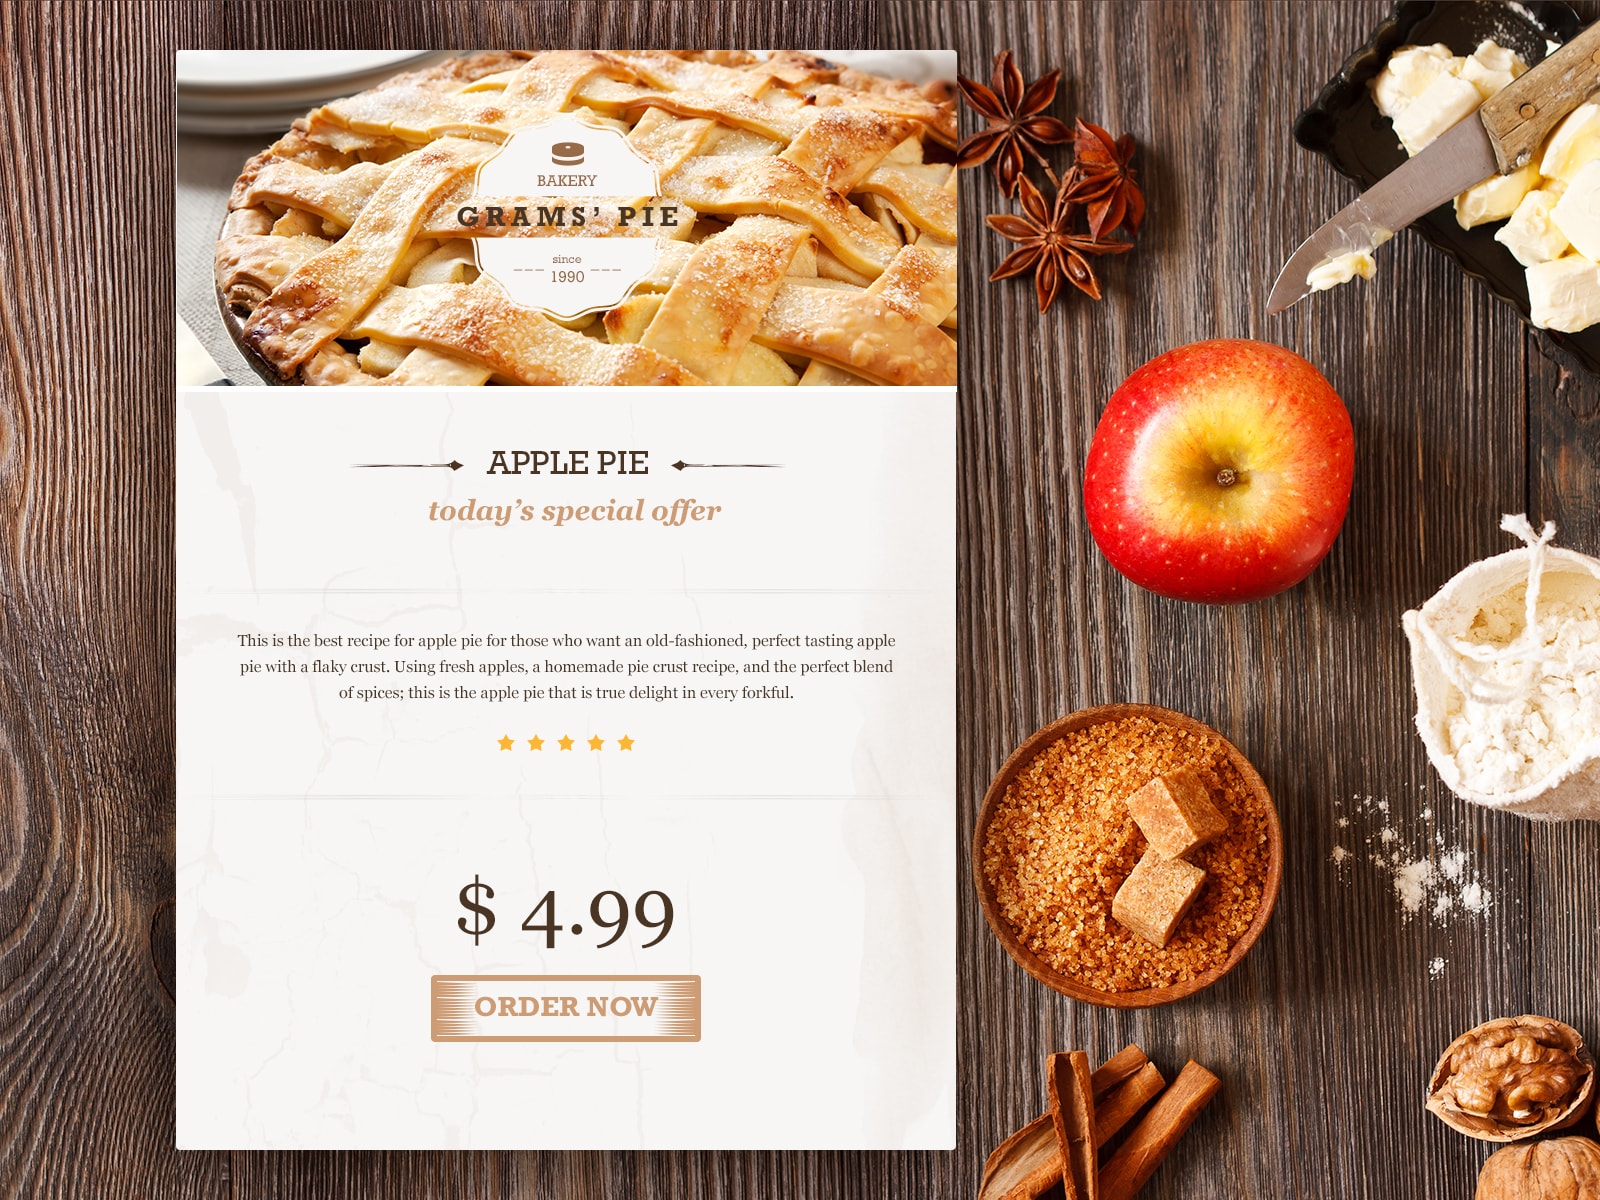 BAKERY
GRAMS’ PIE
since
1990
APPLE PIE
today’s special offer
This is the best recipe for apple pie for those who want an old-fashioned, perfect tasting apple
pie with a flaky crust. Using fresh apples, a homemade pie crust recipe, and the perfect blend
of spices; this is the apple pie that is true delight in every forkful.
$ 4.99
ORDER NOW